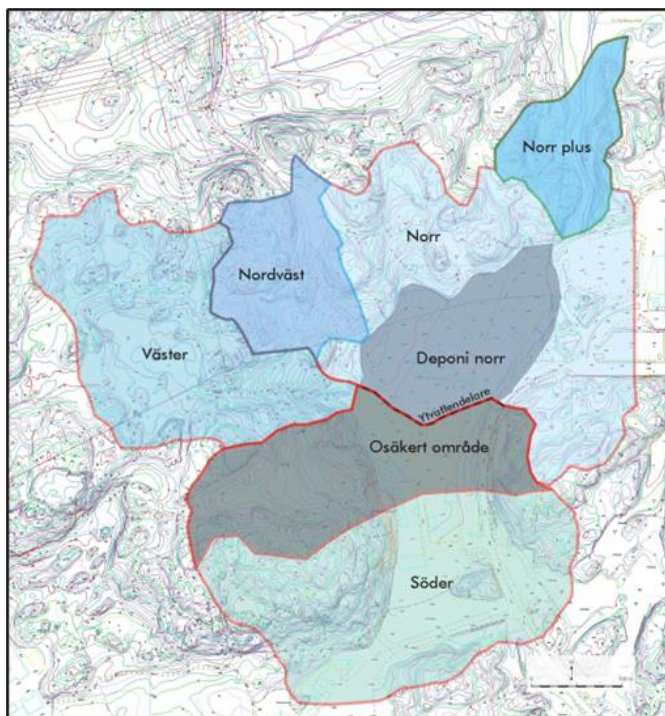 Norr plus
Norr
Nordväst
Väster
Deponi norr
Ytvattendelare
Osäkert område
Söder